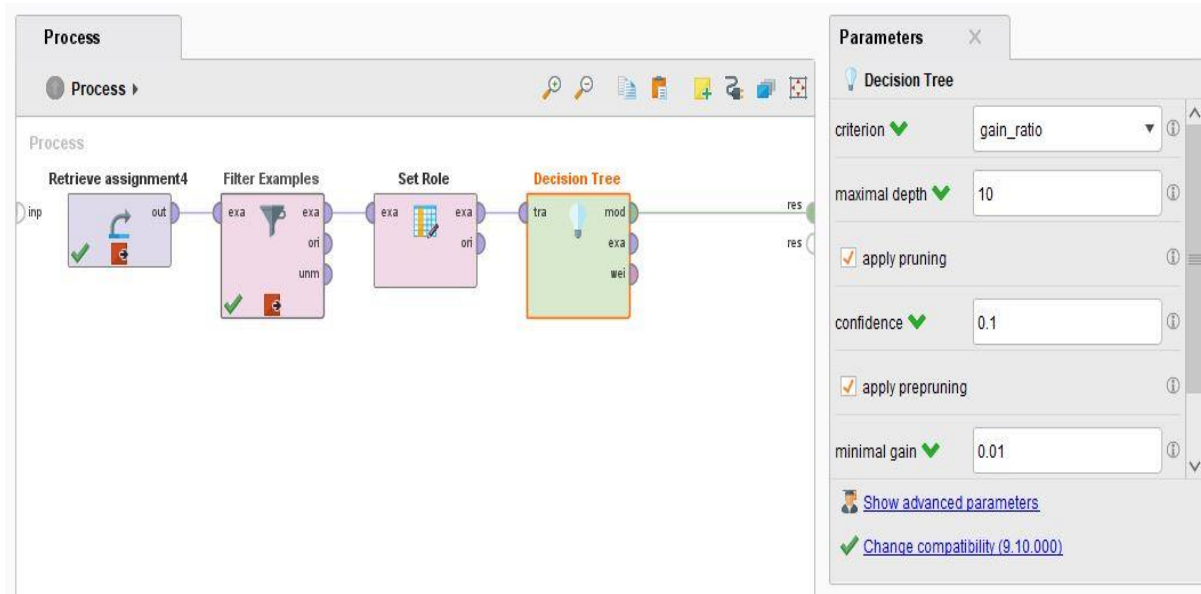 Process
Process
Process
Retrieve assignment4
Filter Examples
Set Role
Decision Tree
inp
out
exa
exa
ori
unm
exa
exa
ori
tra
mod
exa
wei
res
res
Parameters
Decision Tree
criterion
gain_ratio
maximal depth
10
apply pruning
confidence
0.1
apply prepruning
minimal gain
0.01
Show advanced parameters
Change compatibility (9.10.000)